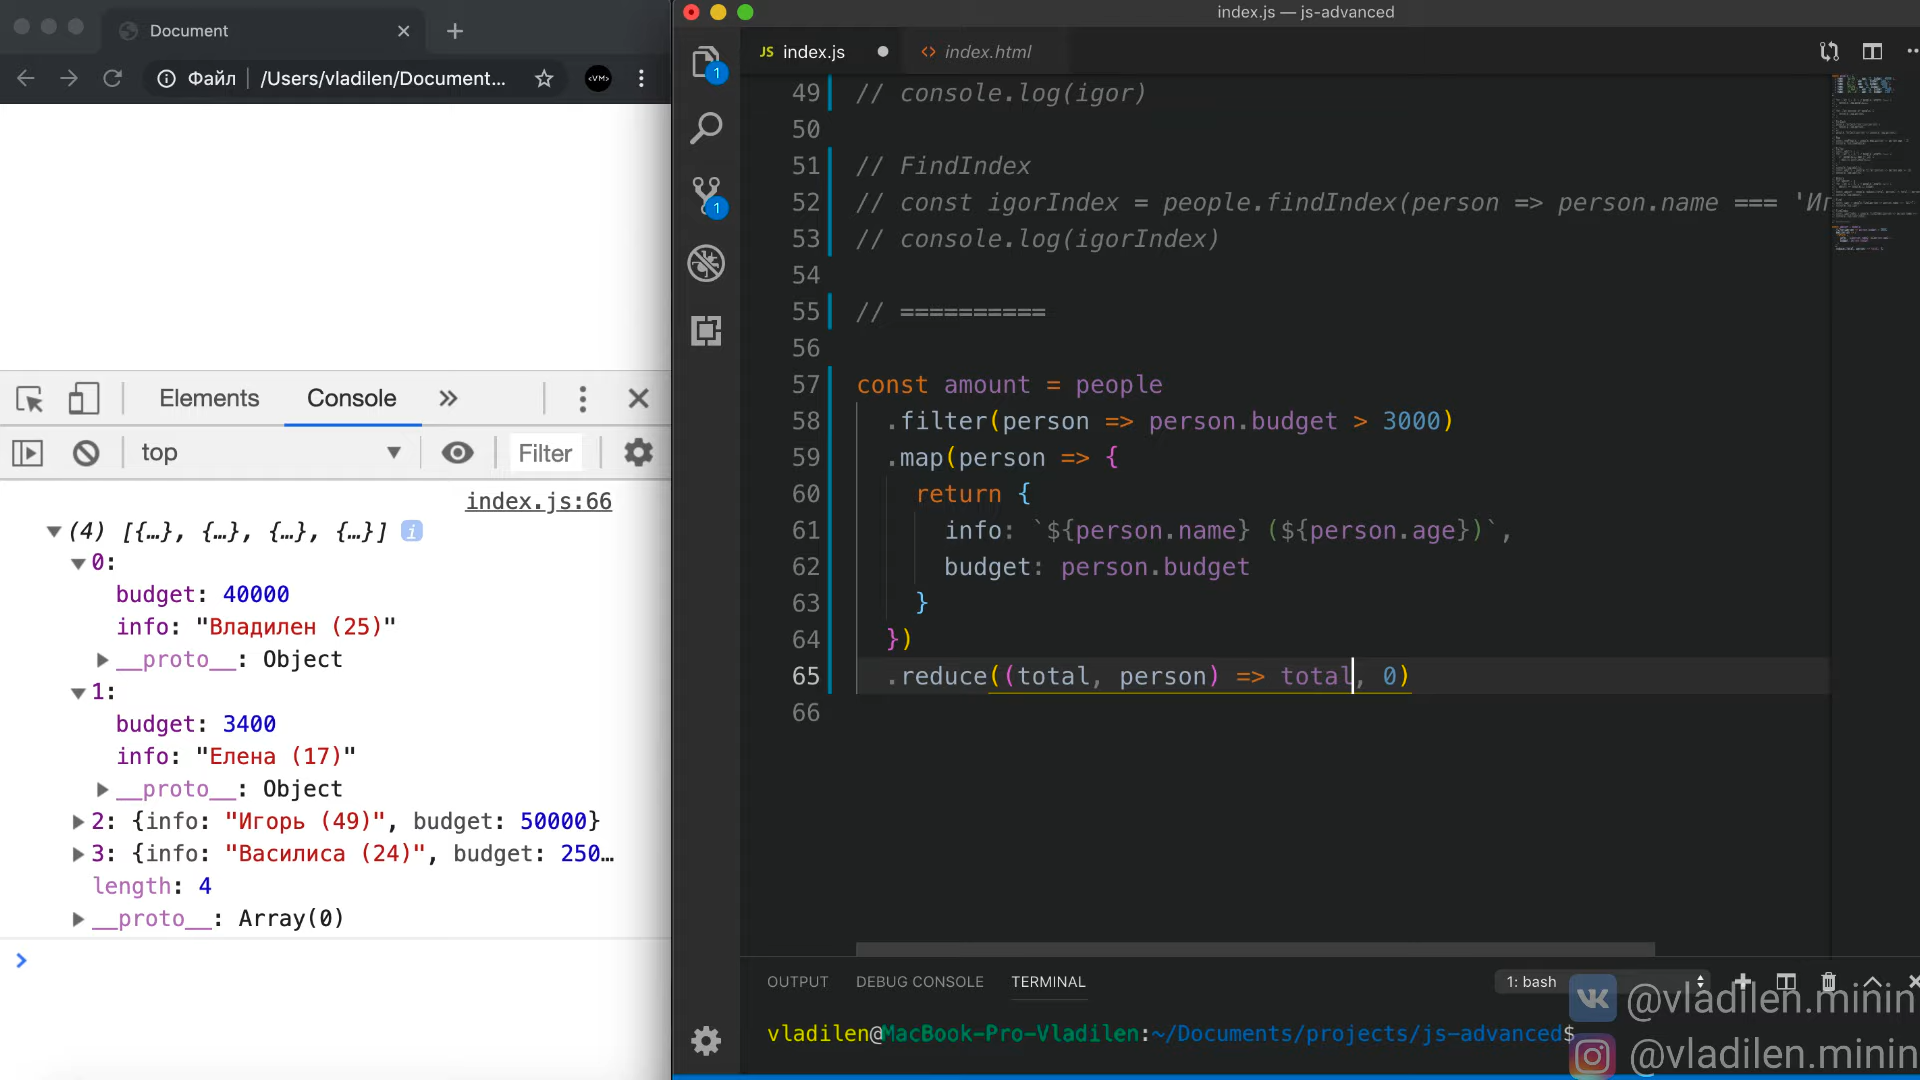 Document
Файл
/Users/vladilen/Document...
<VM>
Elements
Console
top
Filter
index.js:66
(4) [{…}, {…}, {…}, {…}]
0:
budget: 40000
info: "Владилен (25)"
__proto__: Object
1:
budget: 3400
info: "Елена (17)"
__proto__: Object
2: {info: "Игорь (49)", budget: 50000}
3: {info: "Василиса (24)", budget: 250…
length: 4
__proto__: Array(0)
index.js — js-advanced
JS index.js
<> index.html
1
1
49 // console.log(igor)
50
51 // FindIndex
52 // const igorIndex = people.findIndex(person => person.name === 'Иг
53 // console.log(igorIndex)
54
55 // ==========
56
57 const amount = people
58 .filter(person => person.budget > 3000)
59 .map(person => {
60 return {
61 info: `${person.name} (${person.age})`,
62 budget: person.budget
63 }
64 })
65 .reduce((total, person) => total, 0)
66
OUTPUT
DEBUG CONSOLE
TERMINAL
1: bash
vladilen@MacBook-Pro-Vladilen:~/Documents/projects/js-advanced$
@vladilen.minin
@vladilen.minin